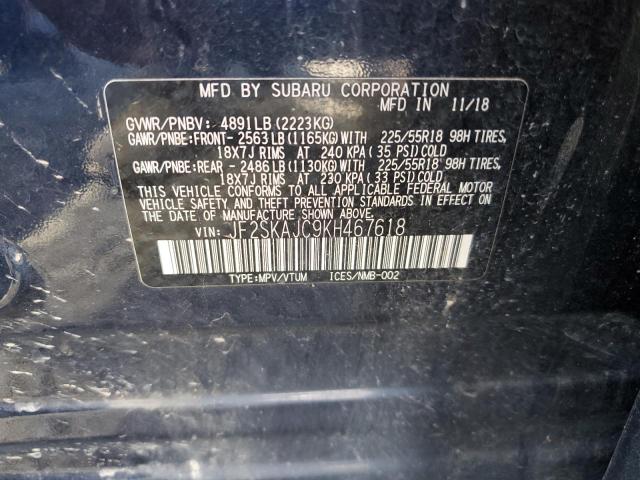 MFD BY SUBARU CORPORATION
MFD IN 11/18
GVWR/PNBV: 4891LB (2223KG)
GAWR/PNBE: FRONT- 2563LB (1165KG) WITH 225/55R18 98H TIRES,
18X7J RIMS AT 240 KPA (35 PSI) COLD
GAWR/PNBE: REAR - 2486LB (1130KG) WITH 225/55R18 98H TIRES,
18X7J RIMS AT 230 KPA (33 PSI) COLD
THIS VEHICLE CONFORMS TO ALL APPLICABLE FEDERAL MOTOR
VEHICLE SAFETY AND THEFT PREVENTION STANDARDS IN EFFECT ON
THE DATE OF MANUFACTURE SHOWN ABOVE.
VIN: JF2SKAJC9KH467618
TYPE: MPV/VTUM ICES/NMB-002